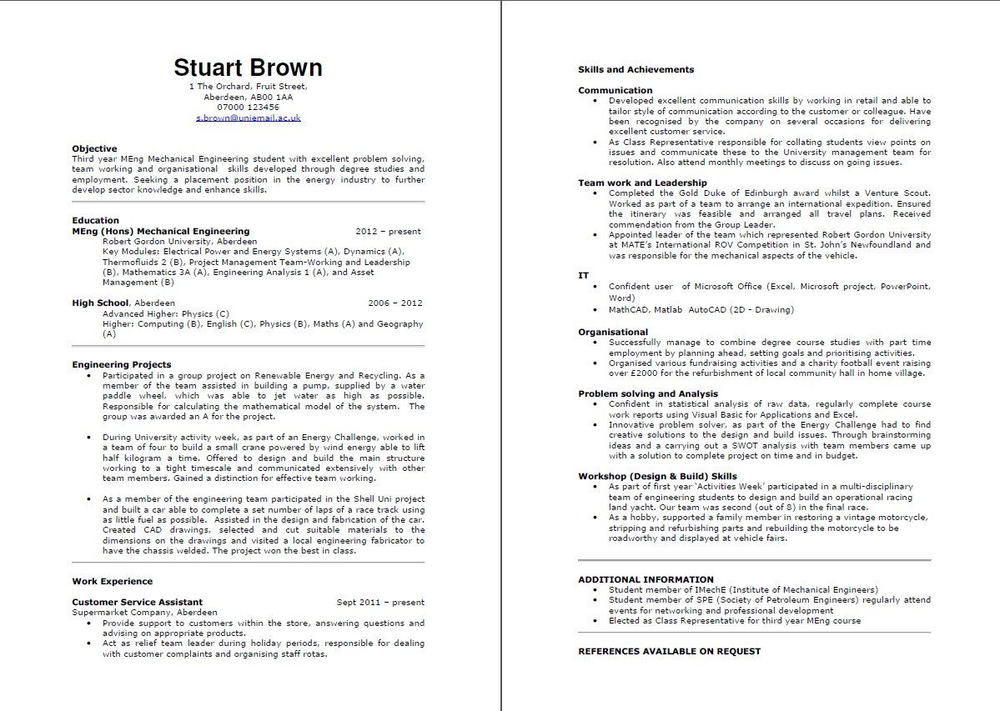 Stuart Brown
1 The Orchard, Fruit Street,
Aberdeen, AB00 1AA
07000 123456
s.brown@uniemail.ac.uk
Objective
Third year MEng Mechanical Engineering student with excellent problem solving,
team working and organisational skills developed through degree studies and
employment. Seeking a placement position in the energy industry to further
develop sector knowledge and enhance skills.
Education
MEng (Hons) Mechanical Engineering 2012 – present
Robert Gordon University, Aberdeen
Key Modules: Electrical Power and Energy Systems (A), Dynamics (A),
Thermofluids 2 (B), Project Management Team-Working and Leadership
(B), Mathematics 3A (A), Engineering Analysis 1 (A), and Asset
Management (B)
High School, Aberdeen 2006 – 2012
Advanced Higher: Physics (C)
Higher: Computing (B), English (C), Physics (B), Maths (A) and Geography
(A)
Engineering Projects
• Participated in a group project on Renewable Energy and Recycling. As a
member of the team assisted in building a pump, supplied by a water
paddle wheel, which was able to jet water as high as possible.
Responsible for calculating the mathematical model of the system. The
group was awarded an A for the project.
• During University activity week, as part of an Energy Challenge, worked in
a team of four to build a small crane powered by wind energy able to lift
half kilogram a time. Offered to design and build the main structure
working to a tight timescale and communicated extensively with other
team members. Gained a distinction for effective team working.
• As a member of the engineering team participated in the Shell Uni project
and built a car able to complete a set number of laps of a race track using
as little fuel as possible. Assisted in the design and fabrication of the car.
Created CAD drawings, selected and cut suitable materials to the
dimensions on the drawings and visited a local engineering fabricator to
have the chassis welded. The project won the best in class.
Work Experience
Customer Service Assistant Sept 2011 – present
Supermarket Company, Aberdeen
• Provide support to customers within the store, answering questions and
advising on appropriate products.
• Act as relief team leader during holiday periods, responsible for dealing
with customer complaints and organising staff rotas.
Skills and Achievements
Communication
• Developed excellent communication skills by working in retail and able to
tailor style of communication according to the customer or colleague. Have
been recognised by the company on several occasions for delivering
excellent customer service.
• As Class Representative responsible for collating students view points on
issues and communicate these to the University management team for
resolution. Also attend monthly meetings to discuss on going issues.
Team work and Leadership
• Completed the Gold Duke of Edinburgh award whilst a Venture Scout.
Worked as part of a team to arrange an international expedition. Ensured
the itinerary was feasible and arranged all travel plans. Received
commendation from the Group Leader.
• Appointed leader of the team which represented Robert Gordon University
at MATE's International ROV Competition in St. John's Newfoundland and
was responsible for the mechanical aspects of the vehicle.
IT
• Confident user of Microsoft Office (Excel, Microsoft project, PowerPoint,
Word)
• MathCAD, Matlab AutoCAD (2D - Drawing)
Organisational
• Successfully manage to combine degree course studies with part time
employment by planning ahead, setting goals and prioritising activities.
• Organised various fundraising activities and a charity football event raising
over £2000 for the refurbishment of local community hall in home village.
Problem solving and Analysis
• Confident in statistical analysis of raw data, regularly complete course
work reports using Visual Basic for Applications and Excel.
• Innovative problem solver, as part of the Energy Challenge had to find
creative solutions to the design and build issues. Through brainstorming
ideas and a carrying out a SWOT analysis with team members came up
with a solution to complete project on time and in budget.
Workshop (Design & Build) Skills
• As part of first year 'Activities Week' participated in a multi-disciplinary
team of engineering students to design and build an operational racing
land yacht. Our team was second (out of 8) in the final race.
• As a hobby, supported a family member in restoring a vintage motorcycle,
stripping and refurbishing parts and rebuilding the motorcycle to be
roadworthy and displayed at vehicle fairs.
ADDITIONAL INFORMATION
• Student member of IMechE (Institute of Mechanical Engineers)
• Student member of SPE (Society of Petroleum Engineers) regularly attend
events for networking and professional development
• Elected as Class Representative for third year MEng course
REFERENCES AVAILABLE ON REQUEST